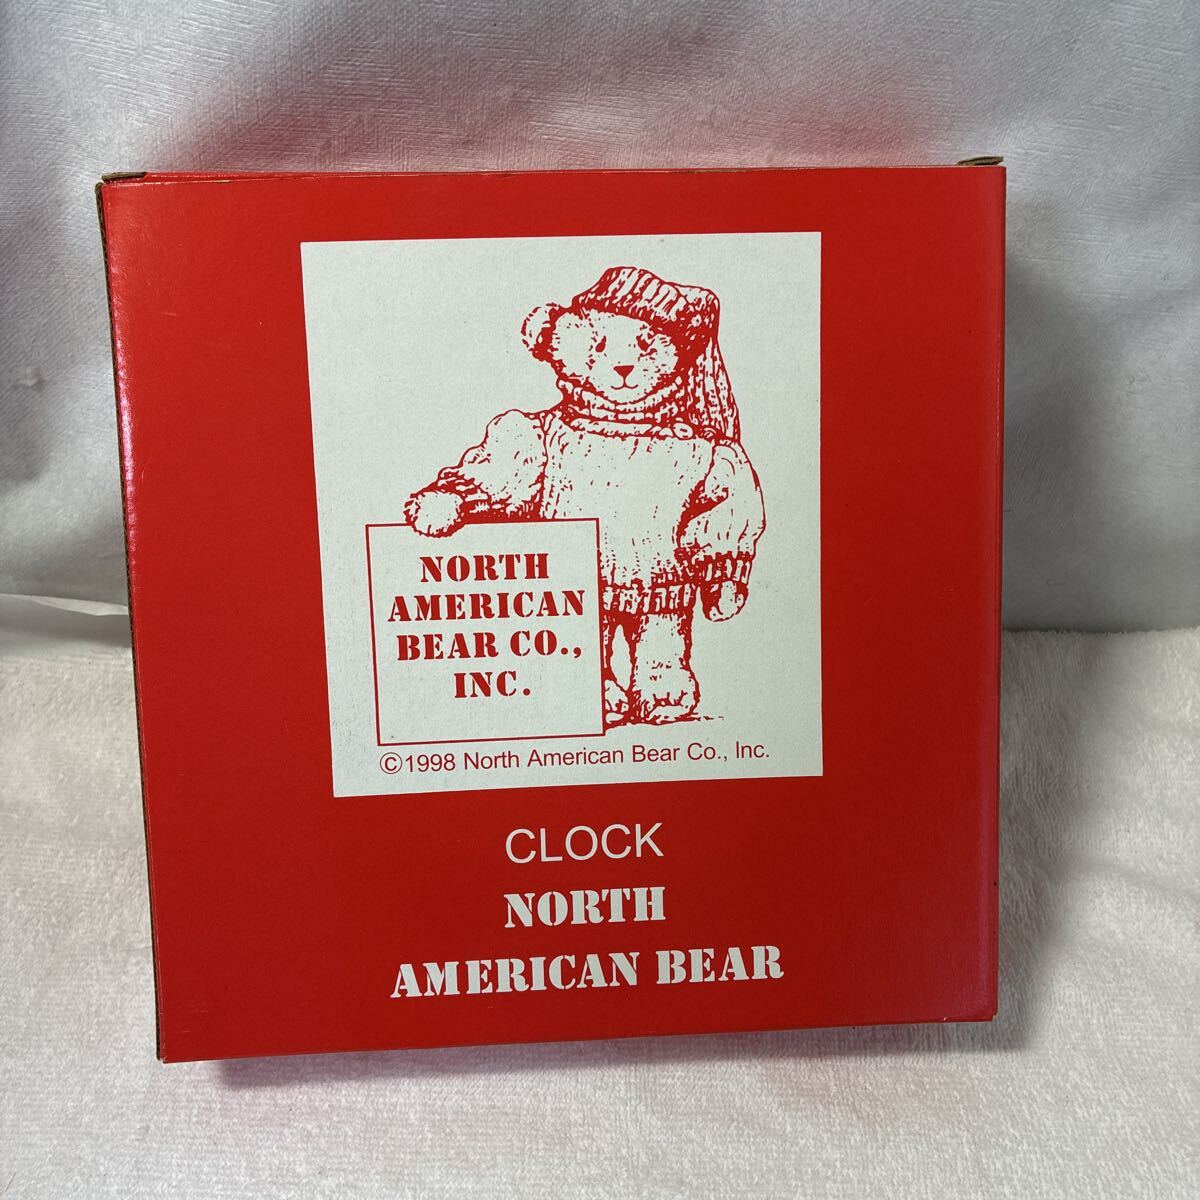 NORTH
AMERICAN
BEAR CO.,
INC.
©1998 North American Bear Co., Inc.
CLOCK
NORTH
AMERICAN BEAR